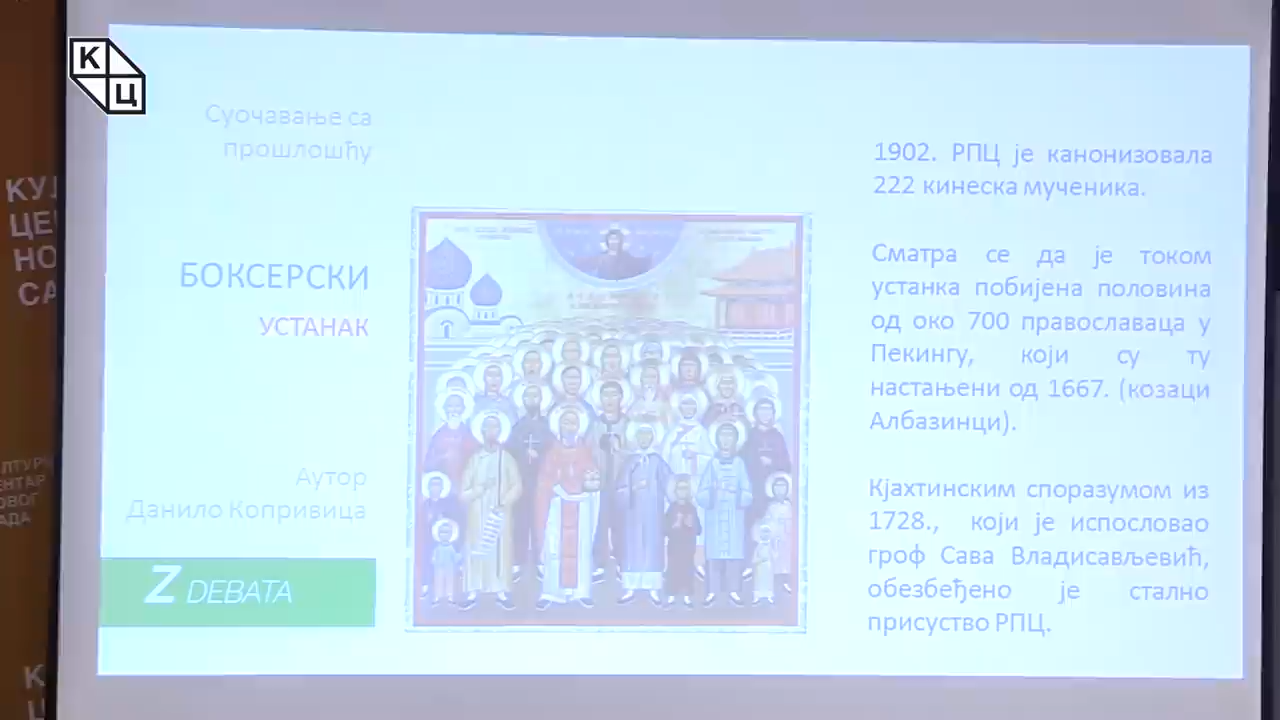 К
Ц
Суочавање са
прошлошћу
БОКСЕРСКИ
УСТАНАК
Аутор
Данило Копривица
Z DEBATA
1902. РПЦ је канонизовала
222 кинеска мученика.
Сматра се да је током
устанка побијена половина
од око 700 православаца у
Пекингу, који су ту
настањени од 1667. (козаци
Албазинци).
Кјахтинским споразумом из
1728., који је испословао
гроф Сава Владисављевић,
обезбеђено је стално
присуство РПЦ.